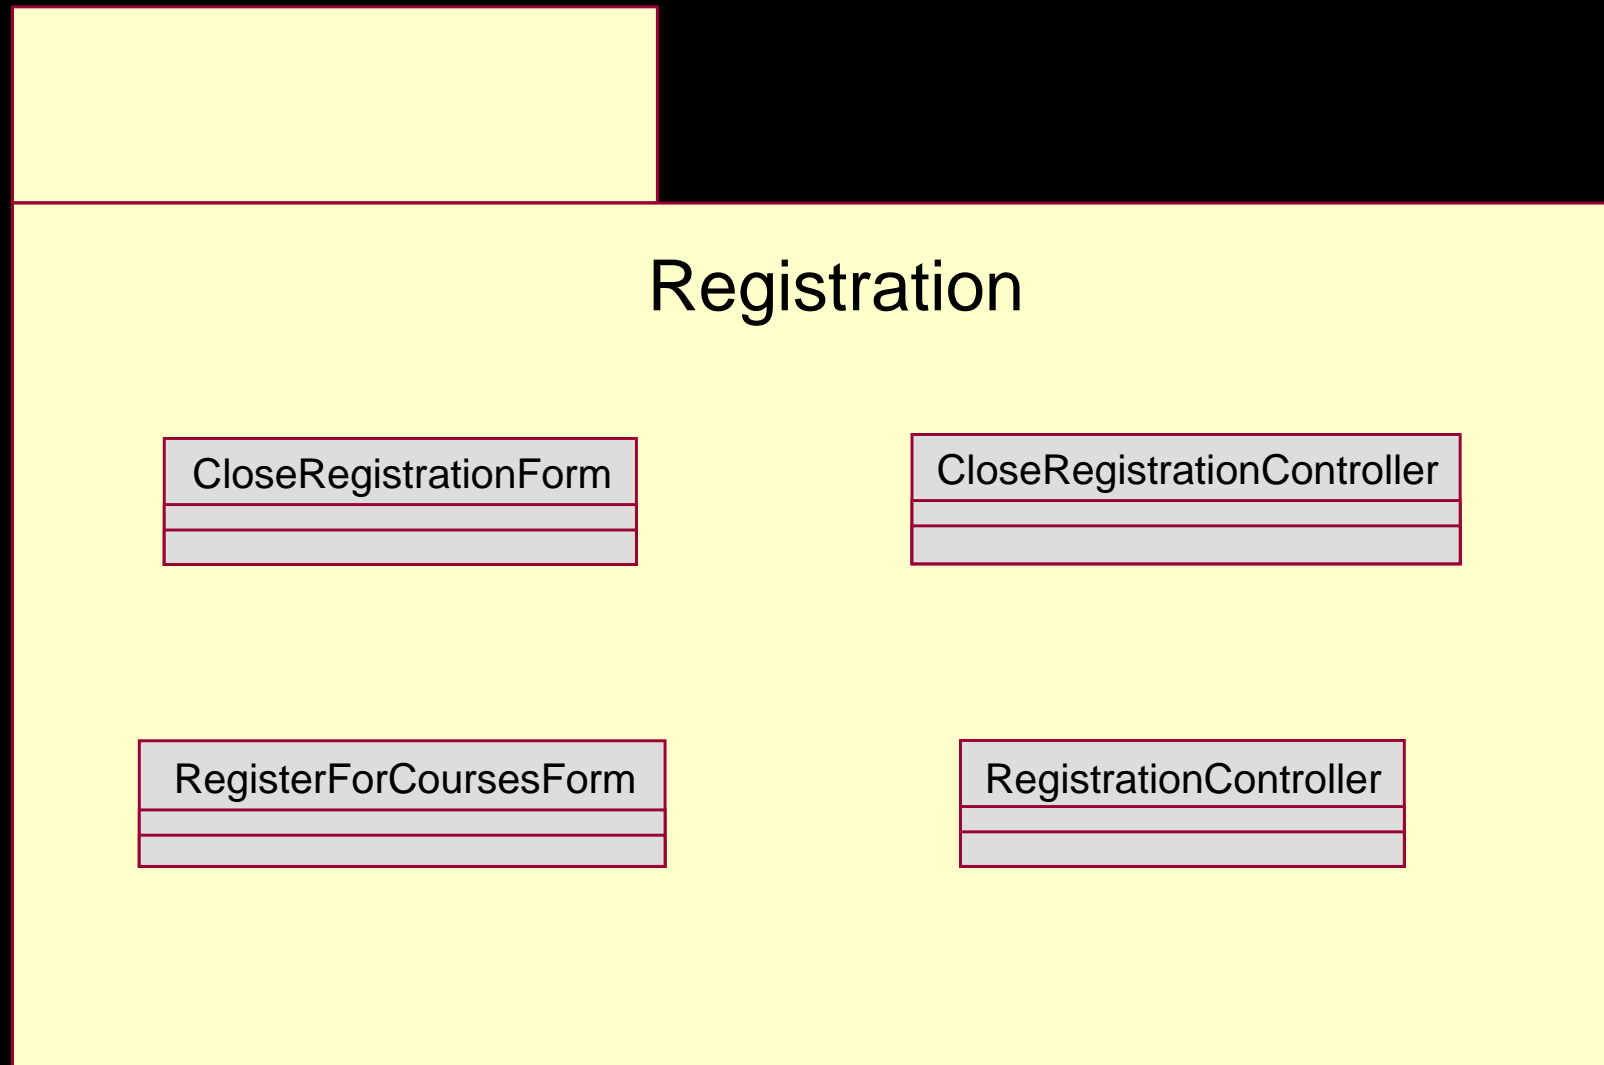 Registration
CloseRegistrationForm
CloseRegistrationController
RegisterForCoursesForm
RegistrationController